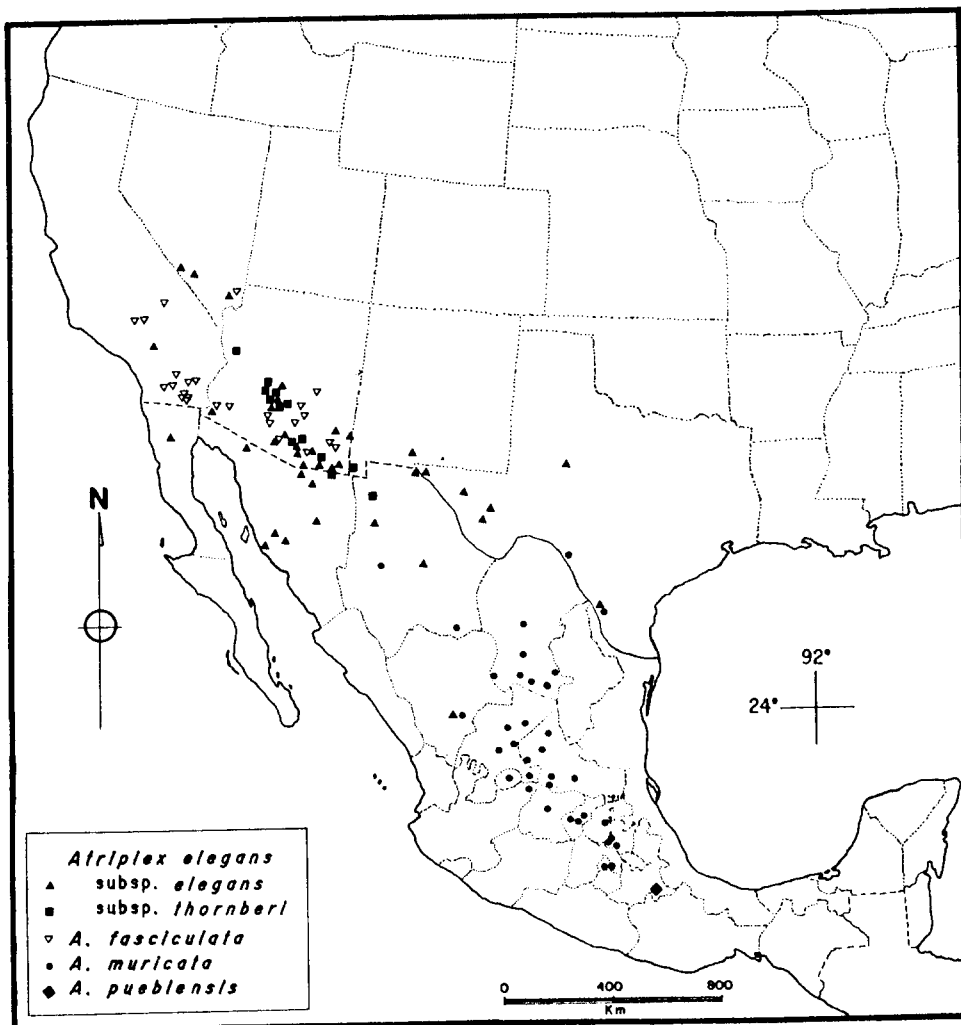 N
92°
24°
Atriplex elegans
▲ subsp. elegans
■ subsp. thornberi
▽ A. fasciculata
● A. muricata
◆ A. pueblensis
0 400 800
Km